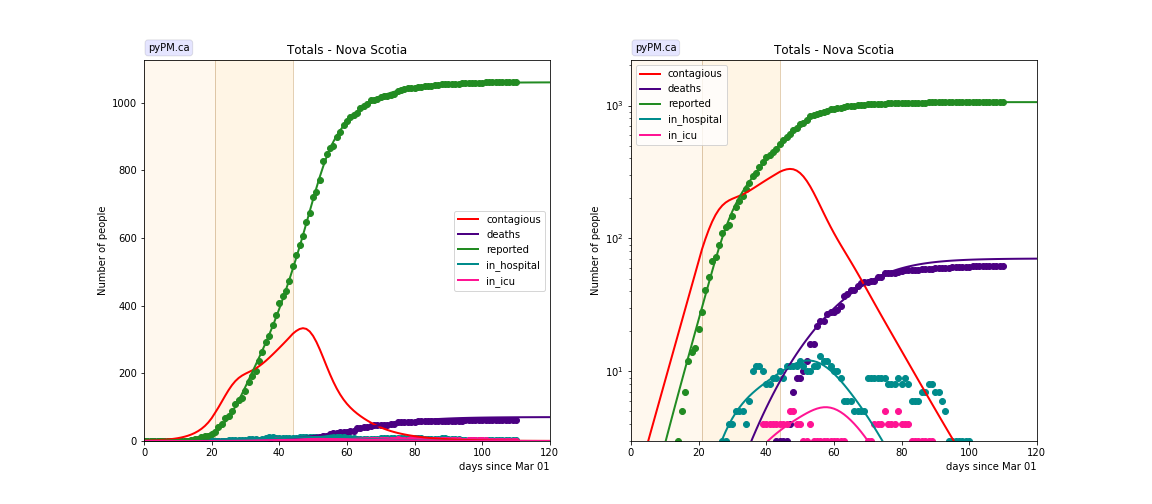 pyPM.ca
Totals - Nova Scotia
Number of people
1000
800
600
400
200
0
0 20 40 60 80 100 120
days since Mar 01
contagious
deaths
reported
in_hospital
in_icu
pyPM.ca
Totals - Nova Scotia
Number of people
10³
10²
10¹
0 20 40 60 80 100 120
days since Mar 01
contagious
deaths
reported
in_hospital
in_icu